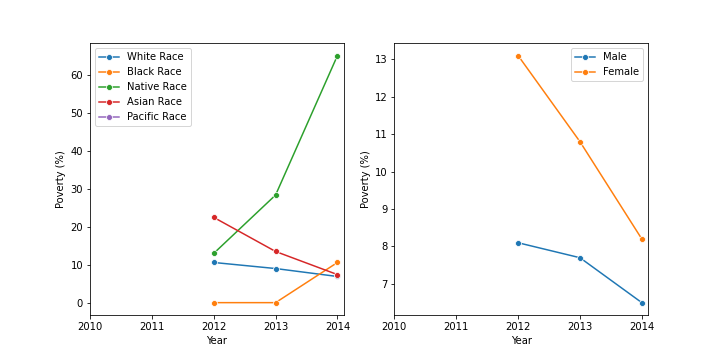 White Race
Black Race
Native Race
Asian Race
Pacific Race
Poverty (%)
60
50
40
30
20
10
0
2010 2011 2012 2013 2014
Year
Male
Female
Poverty (%)
13
12
11
10
9
8
7
2010 2011 2012 2013 2014
Year